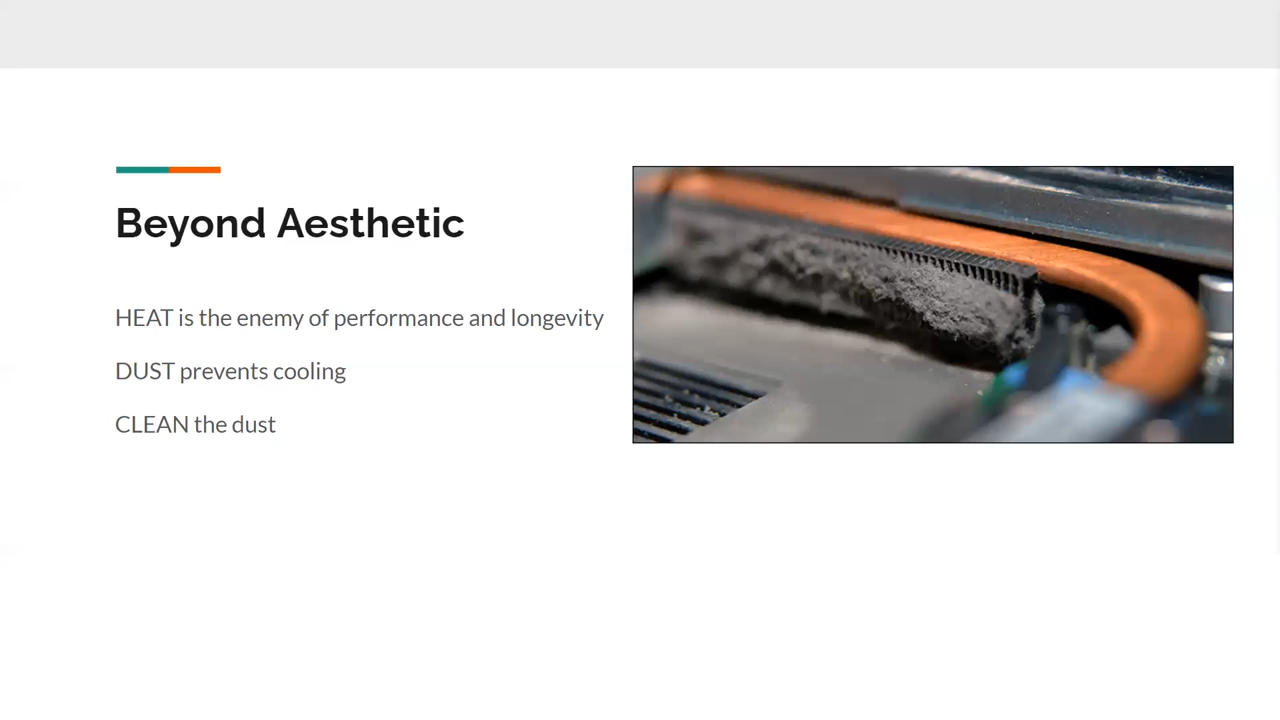 Beyond Aesthetic
HEAT is the enemy of performance and longevity
DUST prevents cooling
CLEAN the dust